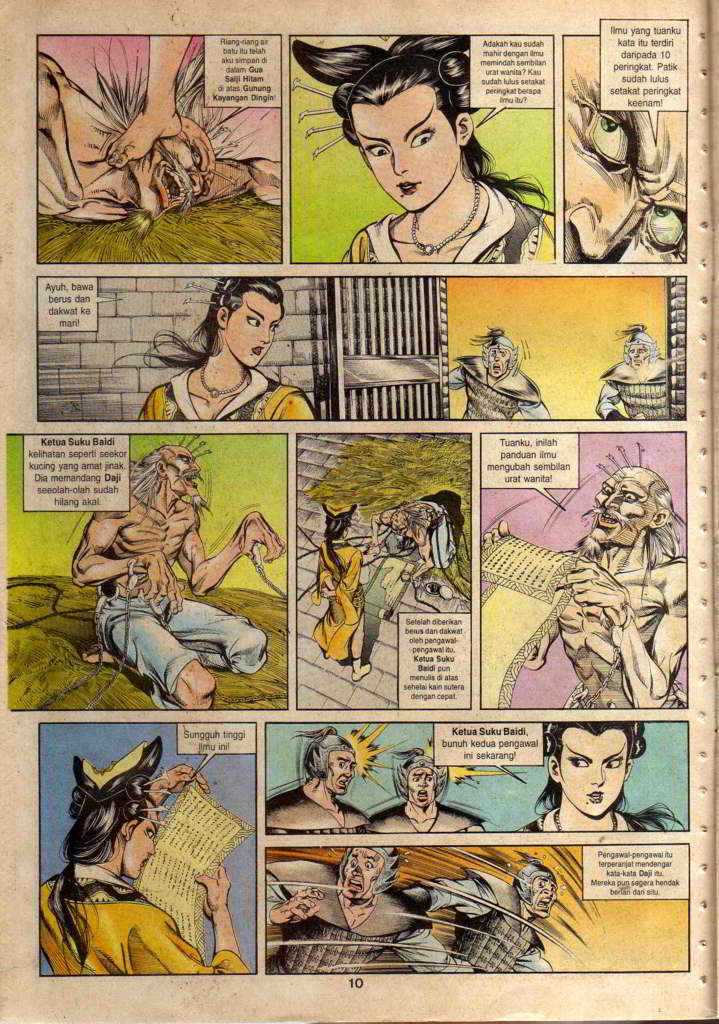 Riang-riang air
batu itu telah
aku simpan di
dalam Gua
Salji Hitam
di atas Gunung
Kayangan Dingin!
Adakah kau sudah
mahir dengan ilmu
memindah sembilan
urat wanita? Kau
sudah lulus setakat
peringkat berapa
ilmu itu?
Ilmu yang tuanku
kata itu terdiri
daripada 10
peringkat. Patik
sudah lulus
setakat peringkat
keenam!
Ayuh, bawa
berus dan
dakwat ke
mari!
Ketua Suku Baidi
kelihatan seperti seekor
kucing yang amat jinak.
Dia memandang Daji
seeolah-olah sudah
hilang akal.
Setelah diberikan
berus dan dakwat
oleh pengawal-
pengawal itu,
Ketua Suku
Baidi pun
menulis di atas
sehelai kain sutera
dengan cepat.
Tuanku, inilah
panduan ilmu
mengubah sembilan
urat wanita!
Sungguh tinggi
ilmu ini!
Ketua Suku Baidi,
bunuh kedua pengawal
ini sekarang!
Pengawal-pengawal itu
terperanjat mendengar
kata-kata Daji itu.
Mereka pun segera hendak
berlari dari situ.
10